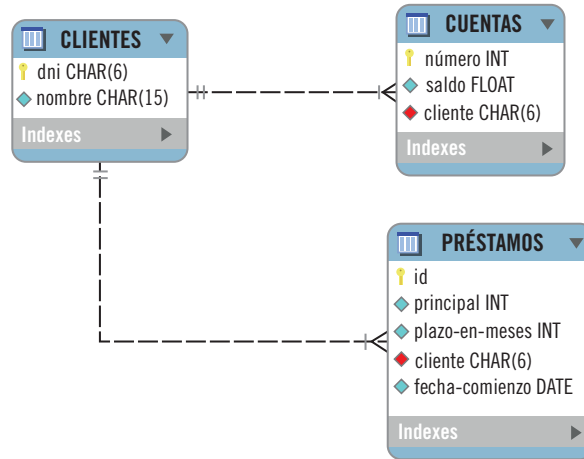 CLIENTES
dni CHAR(6)
nombre CHAR(15)
Indexes
CUENTAS
número INT
saldo FLOAT
cliente CHAR(6)
Indexes
PRÉSTAMOS
id
principal INT
plazo-en-meses INT
cliente CHAR(6)
fecha-comienzo DATE
Indexes